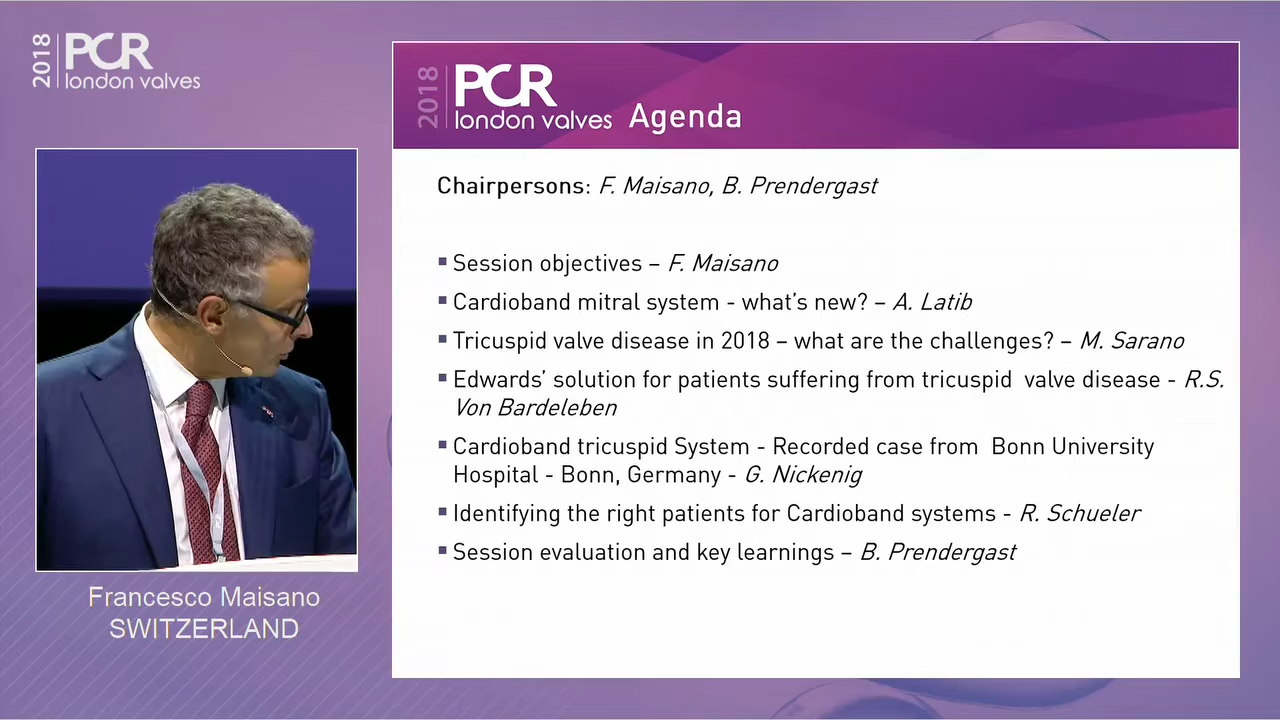 2018 PCR
london valves
2018 PCR
london valves Agenda
Chairpersons: F. Maisano, B. Prendergast
Session objectives – F. Maisano
Cardioband mitral system - what's new? – A. Latib
Tricuspid valve disease in 2018 – what are the challenges? – M. Sarano
Edwards' solution for patients suffering from tricuspid valve disease - R.S.
Von Bardeleben
Cardioband tricuspid System - Recorded case from Bonn University
Hospital - Bonn, Germany - G. Nickenig
Identifying the right patients for Cardioband systems - R. Schueler
Session evaluation and key learnings – B. Prendergast
Francesco Maisano
SWITZERLAND